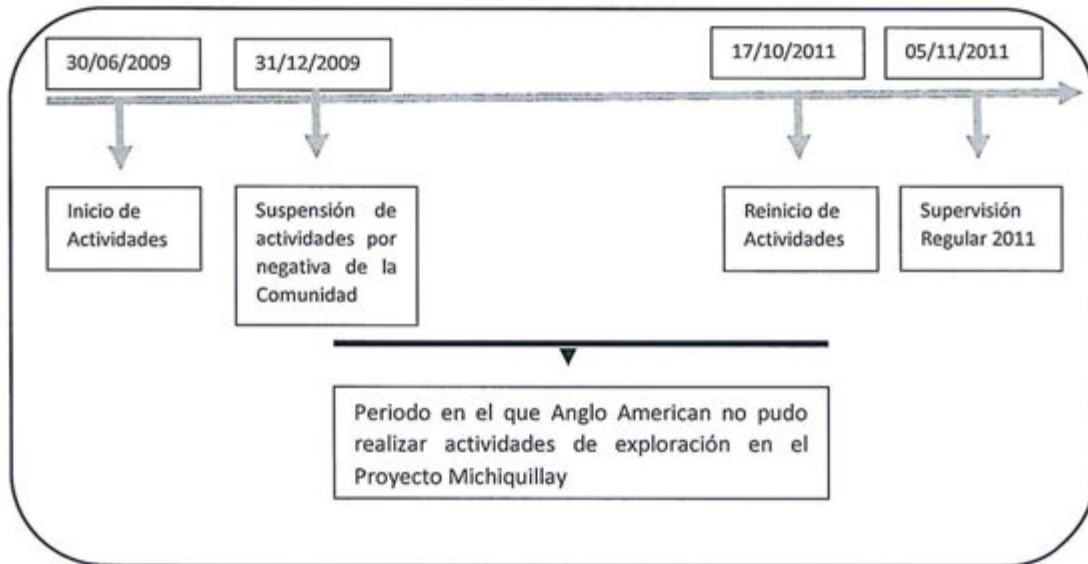 30/06/2009
31/12/2009
17/10/2011
05/11/2011
Inicio de
Actividades
Suspensión de
actividades por
negativa de la
Comunidad
Reinicio de
Actividades
Supervisión
Regular 2011
Periodo en el que Anglo American no pudo
realizar actividades de exploración en el
Proyecto Michiquillay